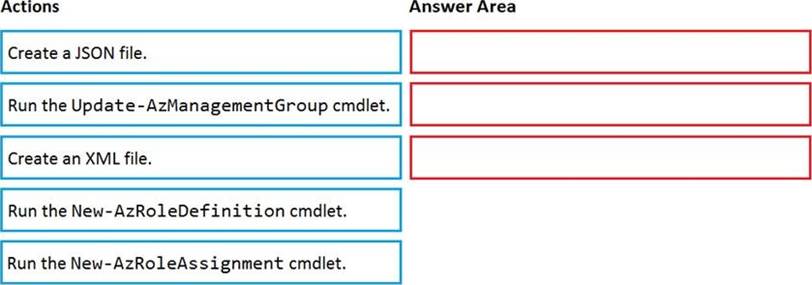 Actions
Answer Area
Create a JSON file.
Run the Update-AzManagementGroup cmdlet.
Create an XML file.
Run the New-AzRoleDefinition cmdlet.
Run the New-AzRoleAssignment cmdlet.